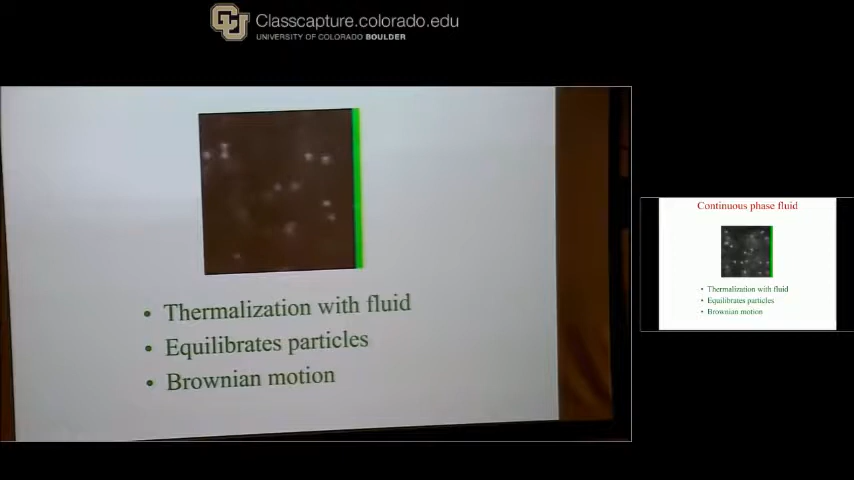 Classcapture.colorado.edu
UNIVERSITY OF COLORADO BOULDER
• Thermalization with fluid
• Equilibrates particles
• Brownian motion
Continuous phase fluid
• Thermalization with fluid
• Equilibrates particles
• Brownian motion